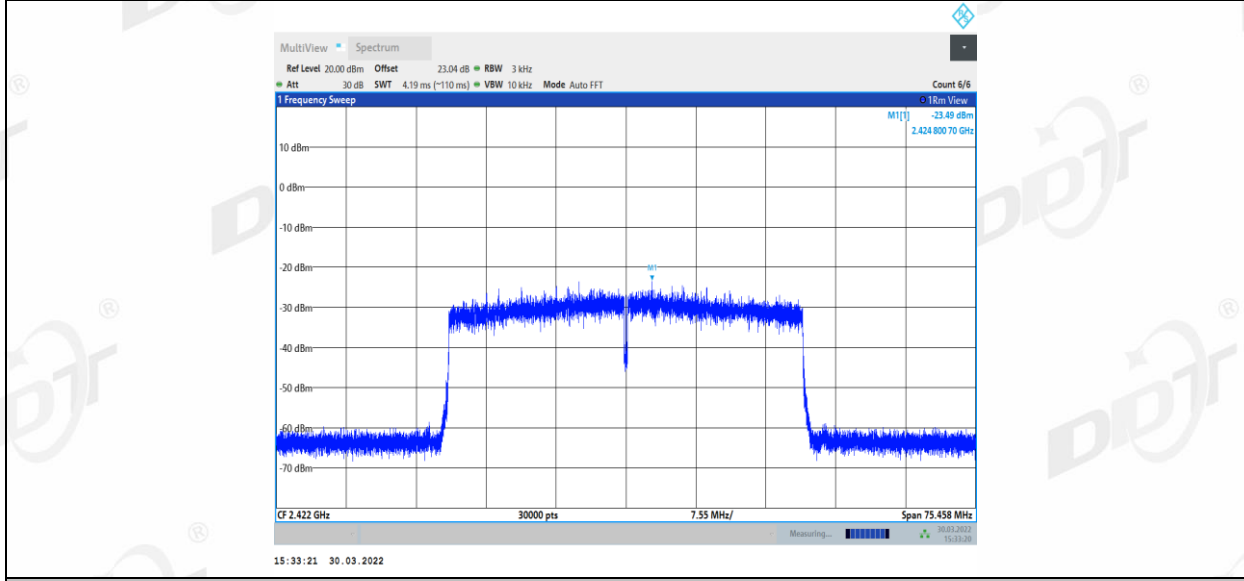 MultiView Spectrum
Ref Level 20.00 dBm Offset 23.04 dB RBW 3 kHz
Att 30 dB SWT 4.19 ms (~110 ms) VBW 10 kHz Mode Auto FFT Count 6/6
1 Frequency Sweep 1Rm View
M1[1] -23.49 dBm
2.424 800 70 GHz
10 dBm
0 dBm
-10 dBm
-20 dBm
M1
-30 dBm
-40 dBm
-50 dBm
-60 dBm
-70 dBm
CF 2.422 GHz 30000 pts 7.55 MHz/ Span 75.458 MHz
Measuring... 30.03.2022
15:33:20
15:33:21 30.03.2022